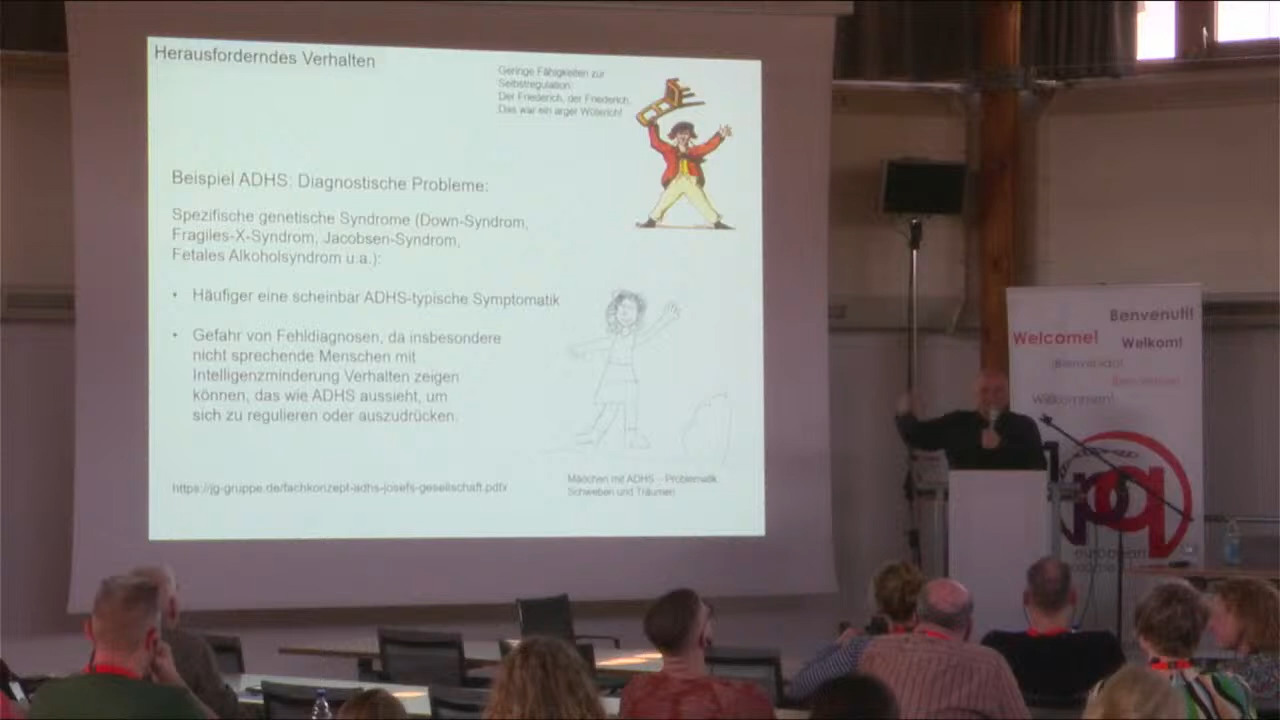 Herausforderndes Verhalten
Geringe Fähigkeiten zur
Selbstregulation:
Der Friederich, der Friederich,
Das war ein arger Wüterich!
Beispiel ADHS: Diagnostische Probleme:
Spezifische genetische Syndrome (Down-Syndrom,
Fragiles-X-Syndrom, Jacobsen-Syndrom,
Fetales Alkoholsyndrom u.a.):
• Häufiger eine scheinbar ADHS-typische Symptomatik
• Gefahr von Fehldiagnosen, da insbesondere
nicht sprechende Menschen mit
Intelligenzminderung Verhalten zeigen
können, das wie ADHS aussieht, um
sich zu regulieren oder auszudrücken.
https://jg-gruppe.de/fachkonzept-adhs-josefs-gesellschaft.pdf/
Mädchen mit ADHS – Problematik:
Schweben und Träumen
Benvenuti!
Welcome!
Welkom!
¡Bienvenido!
Willkommen!
pq
european